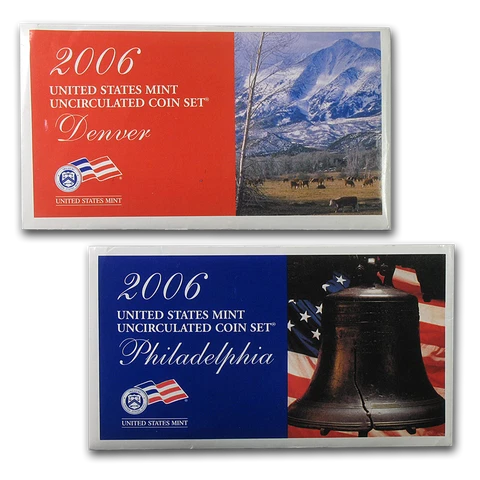 2006
UNITED STATES MINT
UNCIRCULATED COIN SET®
Denver
UNITED STATES MINT
2006
UNITED STATES MINT
UNCIRCULATED COIN SET®
Philadelphia
UNITED STATES MINT